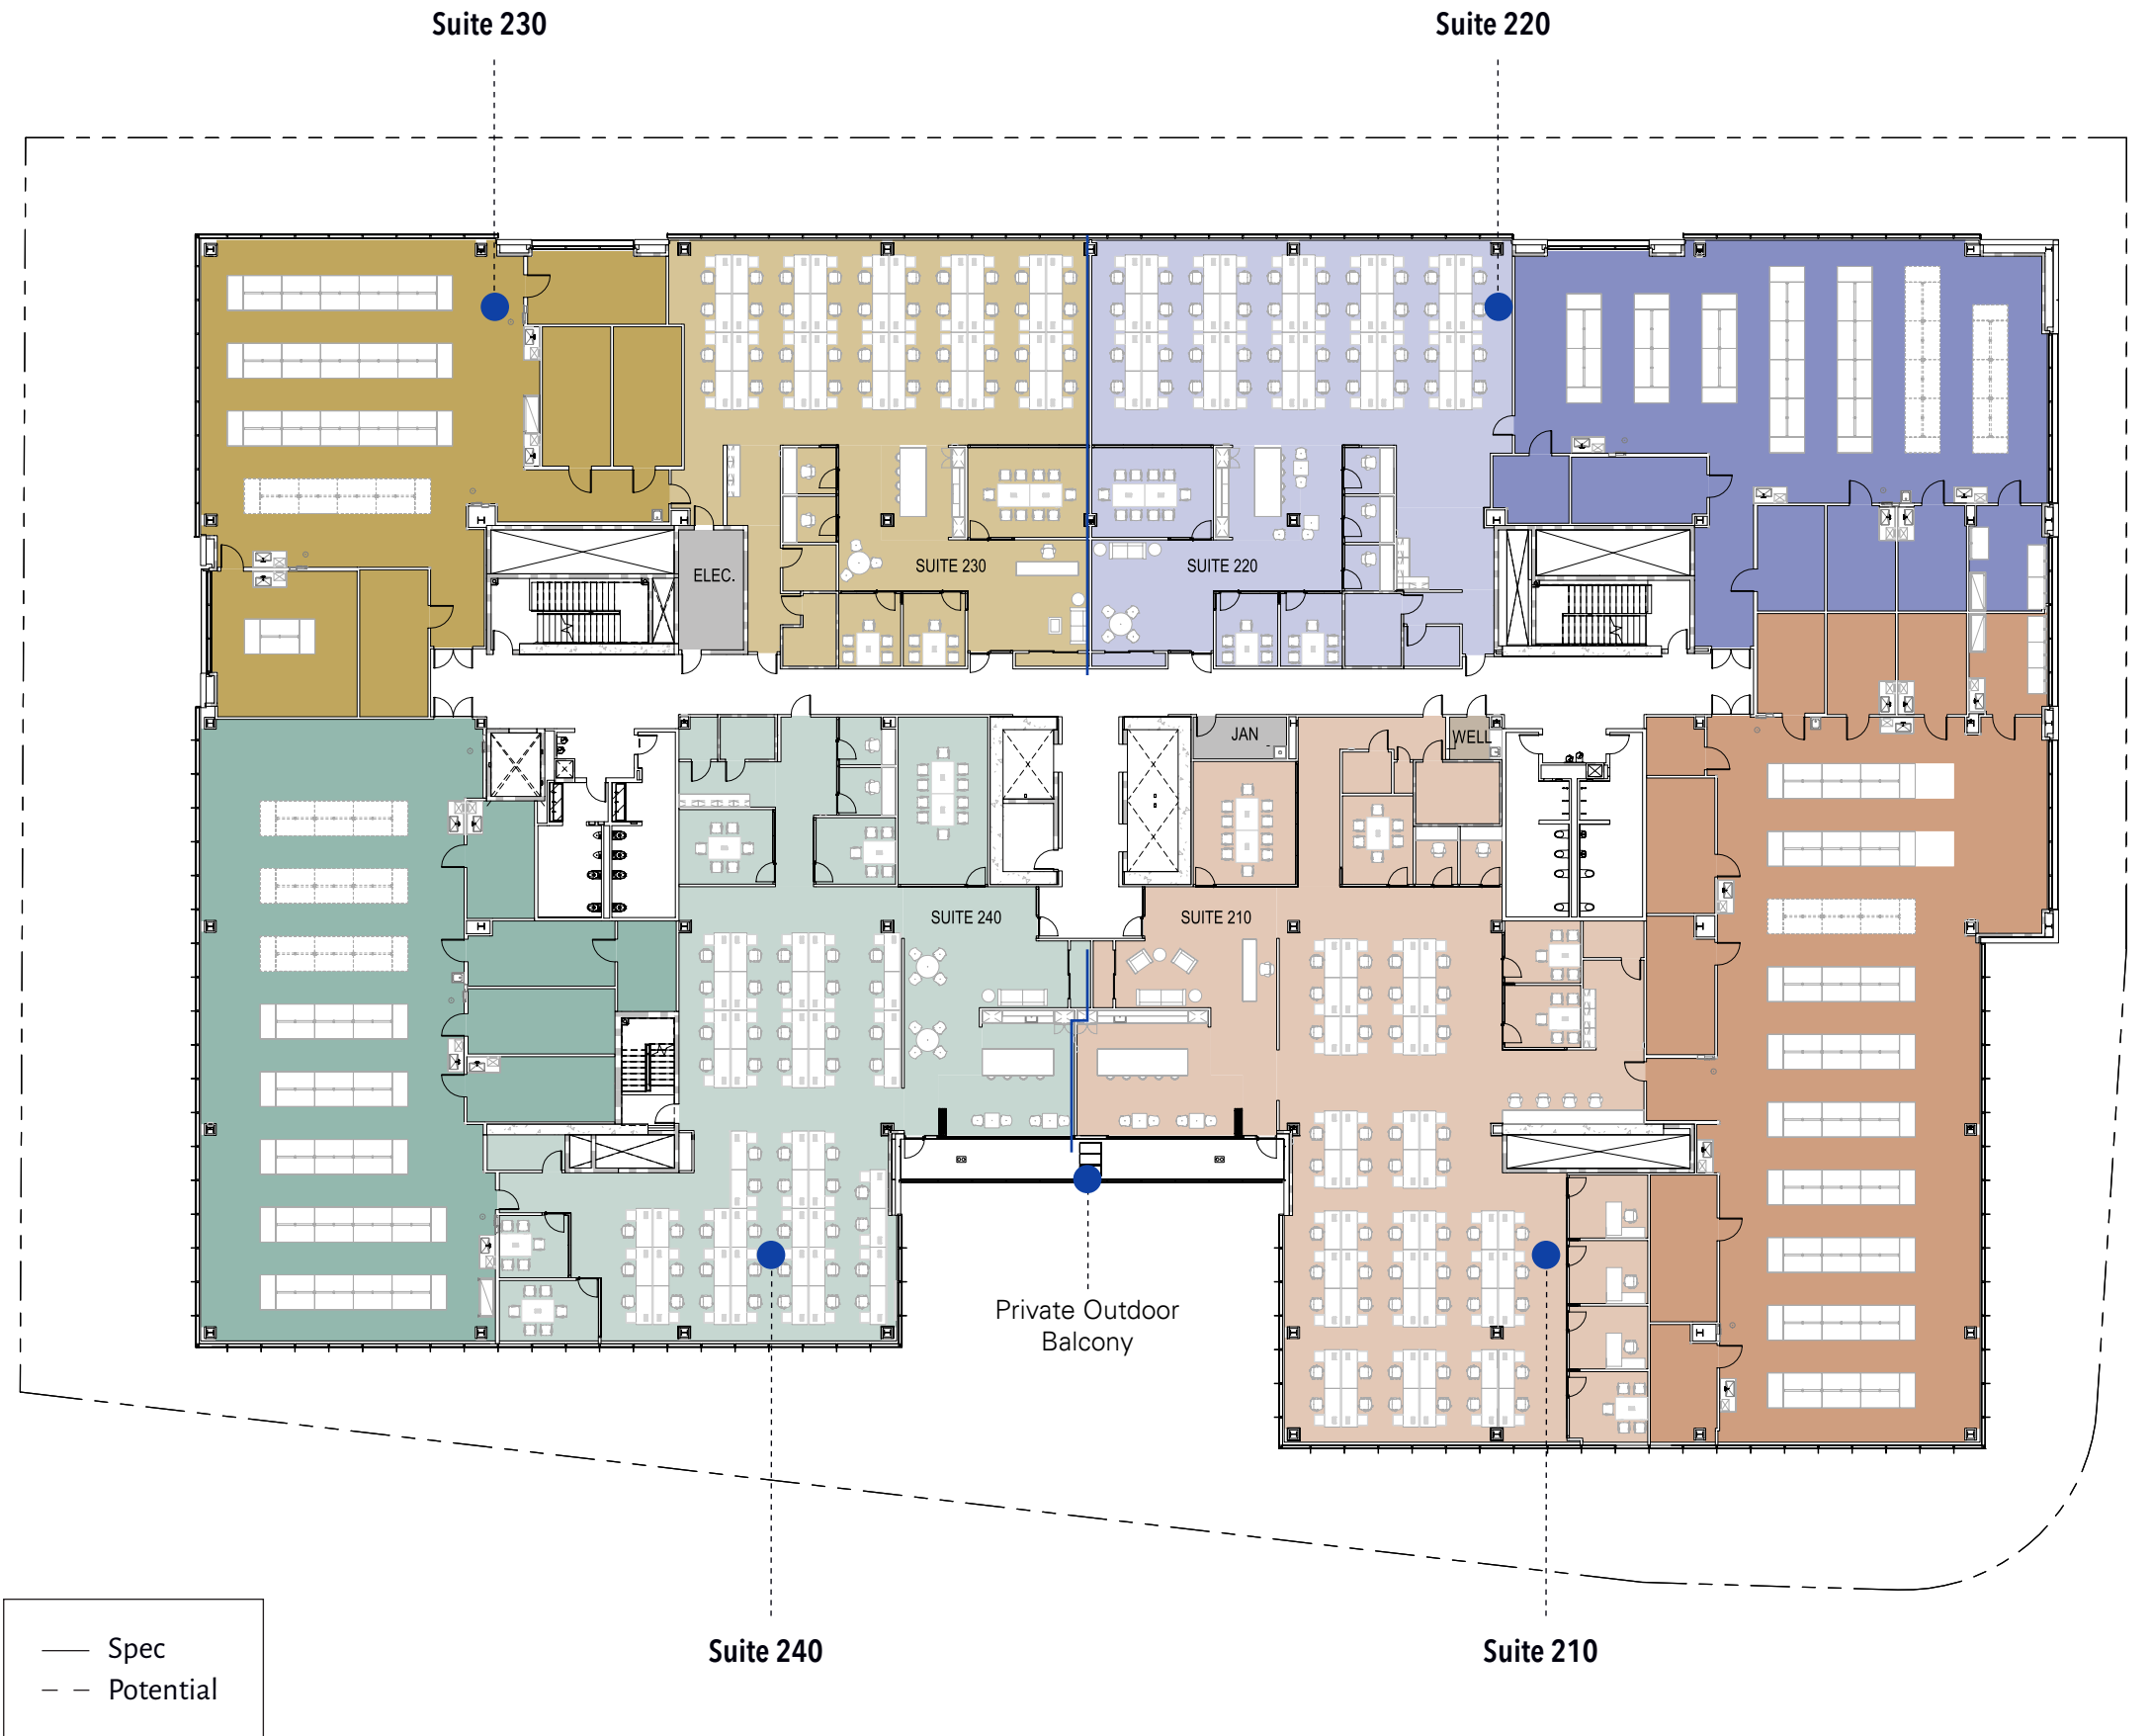 Suite 230
Suite 220
ELEC.
SUITE 230
SUITE 220
JAN
WELL
SUITE 240
SUITE 210
Private Outdoor
Balcony
Suite 240
Suite 210
Spec
Potential